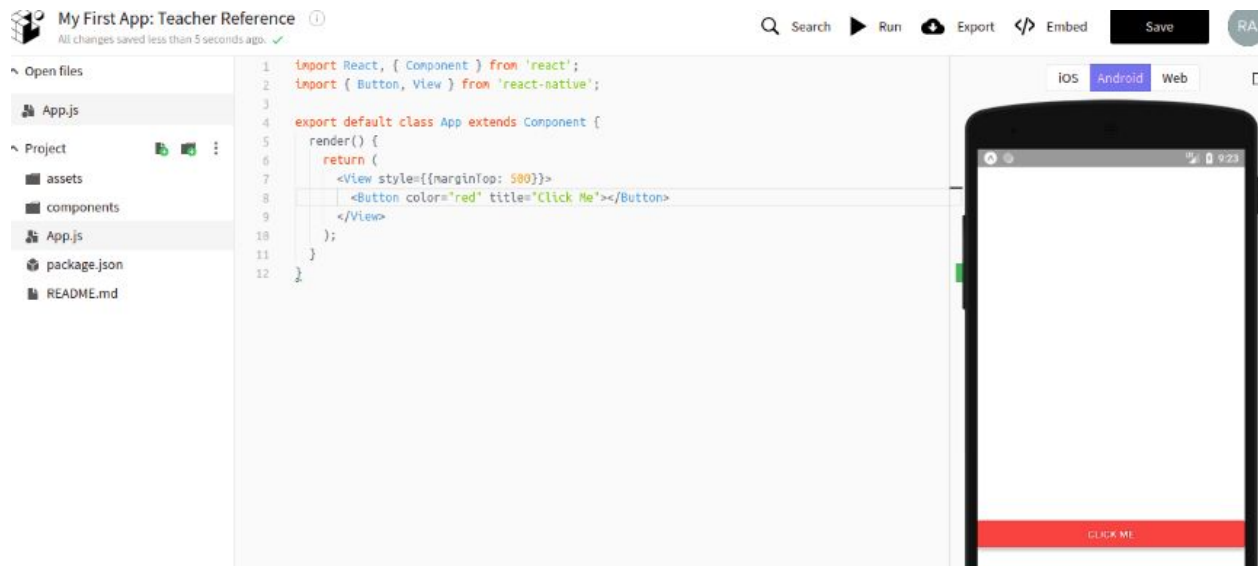 My First App: Teacher Reference
All changes saved less than 5 seconds ago.
Search Run Export Embed Save RA
Open files
App.js
Project
assets
components
App.js
package.json
README.md
1 import React, { Component } from 'react';
2 import { Button, View } from 'react-native';
3
4 export default class App extends Component {
5 render() {
6 return (
7 <View style={{marginTop: 500}}>
8 <Button color="red" title="Click Me"></Button>
9 </View>
10 );
11 }
12 }
iOS Android Web
9:23
CLICK ME